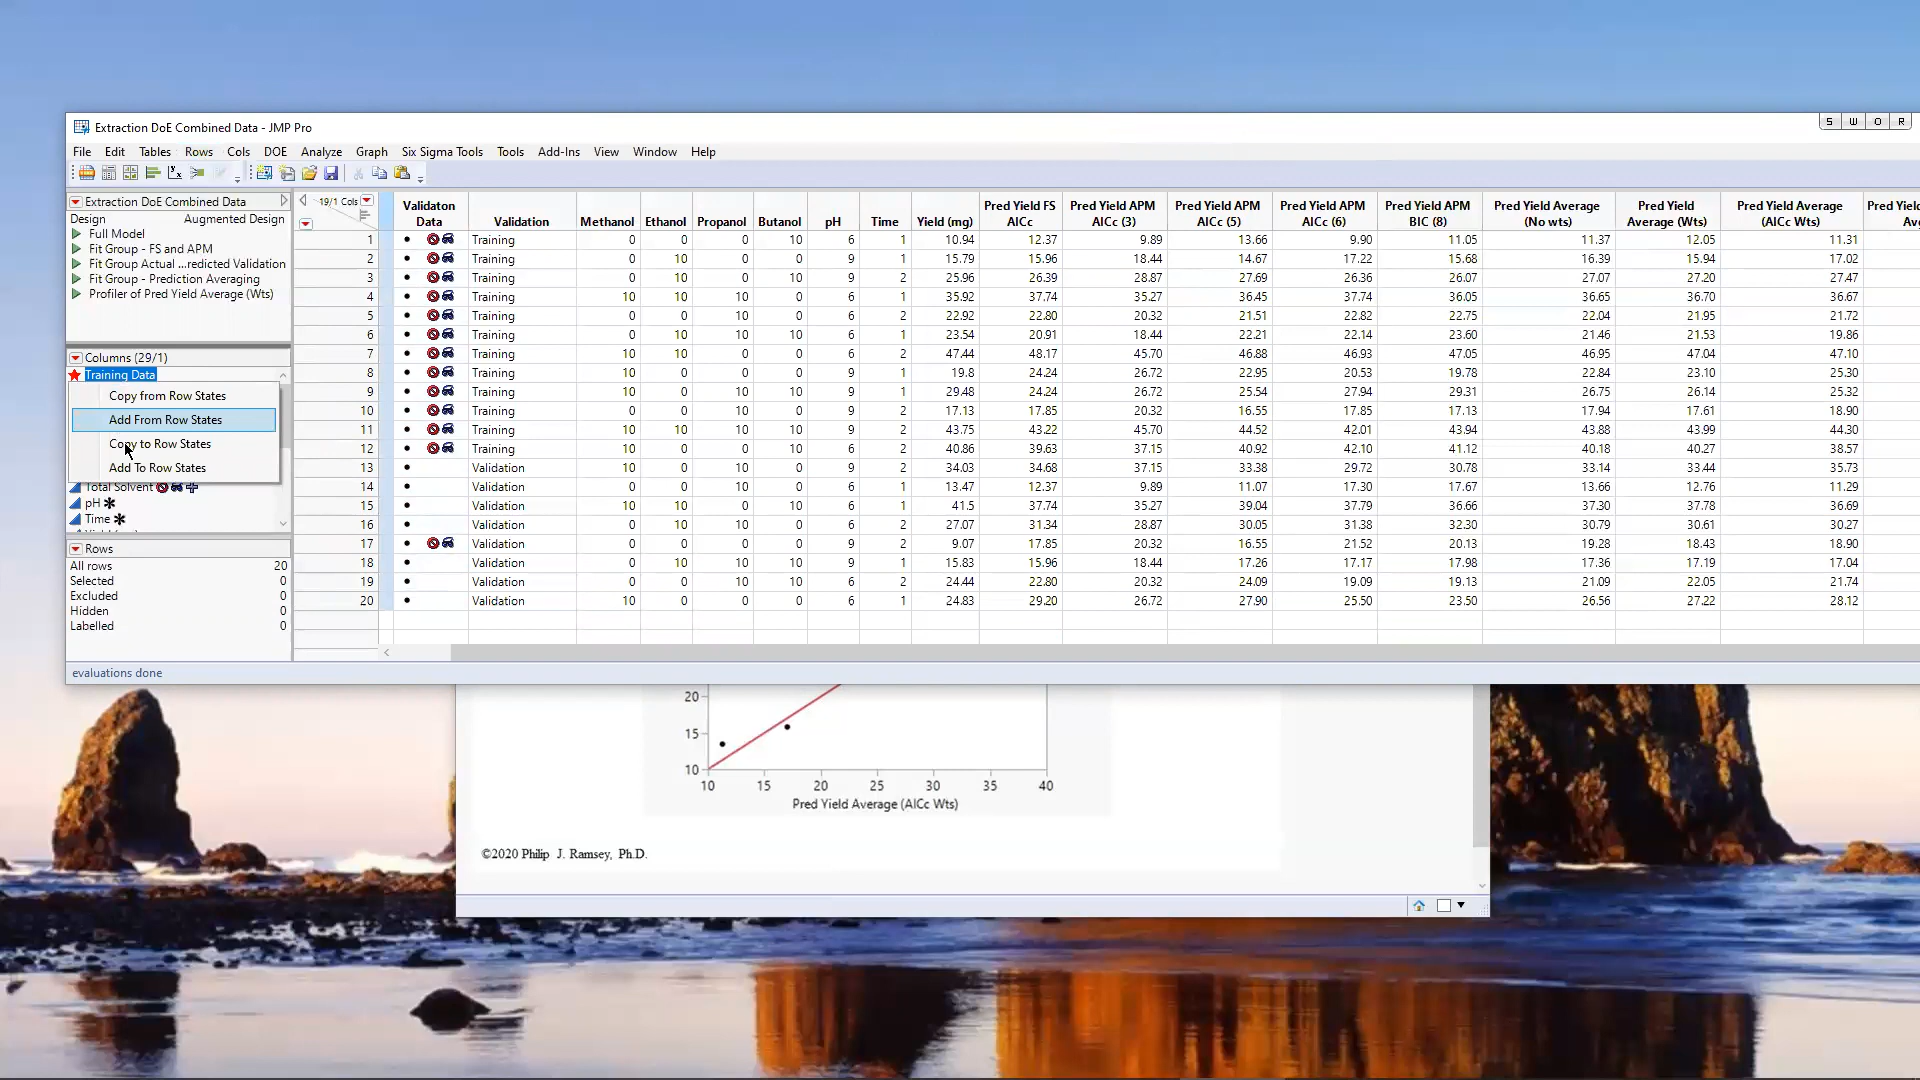 Extraction DoE Combined Data - JMP Pro
S W O R
File Edit Tables Rows Cols DOE Analyze Graph Six Sigma Tools Tools Add-Ins View Window Help
Extraction DoE Combined Data
Design Augmented Design
Full Model
Fit Group - FS and APM
Fit Group Actual ...redicted Validation
Fit Group - Prediction Averaging
Profiler of Pred Yield Average (Wts)
Columns (29/1)
Training Data
Copy from Row States
Add From Row States
Copy to Row States
Add To Row States
Total Solvent
pH
Time
Rows
All rows 20
Selected 0
Excluded 0
Hidden 0
Labelled 0
evaluations done
19/1 Cols
Validaton Data Validation Methanol Ethanol Propanol Butanol pH Time Yield (mg) Pred Yield FS AICc Pred Yield APM AICc (3) Pred Yield APM AICc (5) Pred Yield APM AICc (6) Pred Yield APM BIC (8) Pred Yield Average (No wts) Pred Yield Average (Wts) Pred Yield Average (AICc Wts) Pred Yield
1 Training 0 0 0 10 6 1 10.94 12.37 9.89 13.66 9.90 11.05 11.37 12.05 11.31
2 Training 0 10 0 0 9 1 15.79 15.96 18.44 14.67 17.22 15.68 16.39 15.94 17.02
3 Training 0 10 0 10 9 2 25.96 26.39 28.87 27.69 26.36 26.07 27.07 27.20 27.47
4 Training 10 10 10 0 6 1 35.92 37.74 35.27 36.45 37.74 36.05 36.65 36.70 36.67
5 Training 0 0 10 0 6 2 22.92 22.80 20.32 21.51 22.82 22.75 22.04 21.95 21.72
6 Training 0 10 10 10 6 1 23.54 20.91 18.44 22.21 22.14 23.60 21.46 21.53 19.86
7 Training 10 10 0 0 6 2 47.44 48.17 45.70 46.88 46.93 47.05 46.95 47.04 47.10
8 Training 10 0 0 0 9 1 19.8 24.24 26.72 22.95 20.53 19.78 22.84 23.10 25.30
9 Training 10 0 10 10 9 1 29.48 24.24 26.72 25.54 27.94 29.31 26.75 26.14 25.32
10 Training 0 0 10 0 9 2 17.13 17.85 20.32 16.55 17.85 17.13 17.94 17.61 18.90
11 Training 10 10 10 10 9 2 43.75 43.22 45.70 44.52 42.01 43.94 43.88 43.99 44.30
12 Training 10 0 0 10 6 2 40.86 39.63 37.15 40.92 42.10 41.12 40.18 40.27 38.57
13 Validation 10 0 10 0 9 2 34.03 34.68 37.15 33.38 29.72 30.78 33.14 33.44 35.73
14 Validation 0 0 10 0 6 1 13.47 12.37 9.89 11.07 17.30 17.67 13.66 12.76 11.29
15 Validation 10 10 0 10 6 1 41.5 37.74 35.27 39.04 37.79 36.66 37.30 37.78 36.69
16 Validation 0 10 10 0 6 2 27.07 31.34 28.87 30.05 31.38 32.30 30.79 30.61 30.27
17 Validation 0 0 0 0 9 2 9.07 17.85 20.32 16.55 21.52 20.13 19.28 18.43 18.90
18 Validation 0 10 10 10 9 1 15.83 15.96 18.44 17.26 17.17 17.98 17.36 17.19 17.04
19 Validation 0 0 10 10 6 2 24.44 22.80 20.32 24.09 19.09 19.13 21.09 22.05 21.74
20 Validation 10 0 0 0 6 1 24.83 29.20 26.72 27.90 25.50 23.50 26.56 27.22 28.12
20
15
10
10 15 20 25 30 35 40
Pred Yield Average (AICc Wts)
©2020 Philip J. Ramsey, Ph.D.